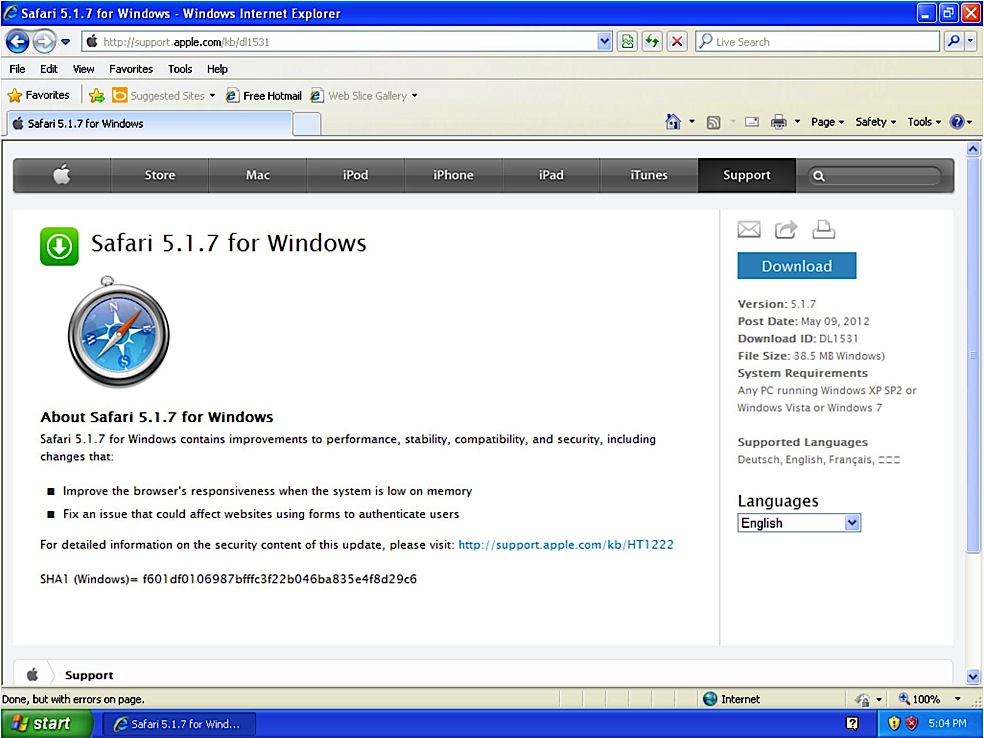 Safari 5.1.7 for Windows - Windows Internet Explorer
http://support.apple.com/kb/dl1531
Live Search
File Edit View Favorites Tools Help
Favorites Suggested Sites Free Hotmail Web Slice Gallery
Safari 5.1.7 for Windows
Page Safety Tools
Store Mac iPod iPhone iPad iTunes Support
Safari 5.1.7 for Windows
N
W
E
S
Download
Version: 5.1.7
Post Date: May 09, 2012
Download ID: DL1531
File Size: 38.5 MB Windows)
System Requirements
Any PC running Windows XP SP2 or
Windows Vista or Windows 7
Supported Languages
Deutsch, English, Français, □□□
Languages
English
About Safari 5.1.7 for Windows
Safari 5.1.7 for Windows contains improvements to performance, stability, compatibility, and security, including
changes that:
Improve the browser's responsiveness when the system is low on memory
Fix an issue that could affect websites using forms to authenticate users
For detailed information on the security content of this update, please visit: http://support.apple.com/kb/HT1222
SHA1 (Windows)= f601df0106987bfffc3f22b046ba835e4f8d29c6
Support
Done, but with errors on page.
Internet
100%
start
Safari 5.1.7 for Wind...
5:04 PM